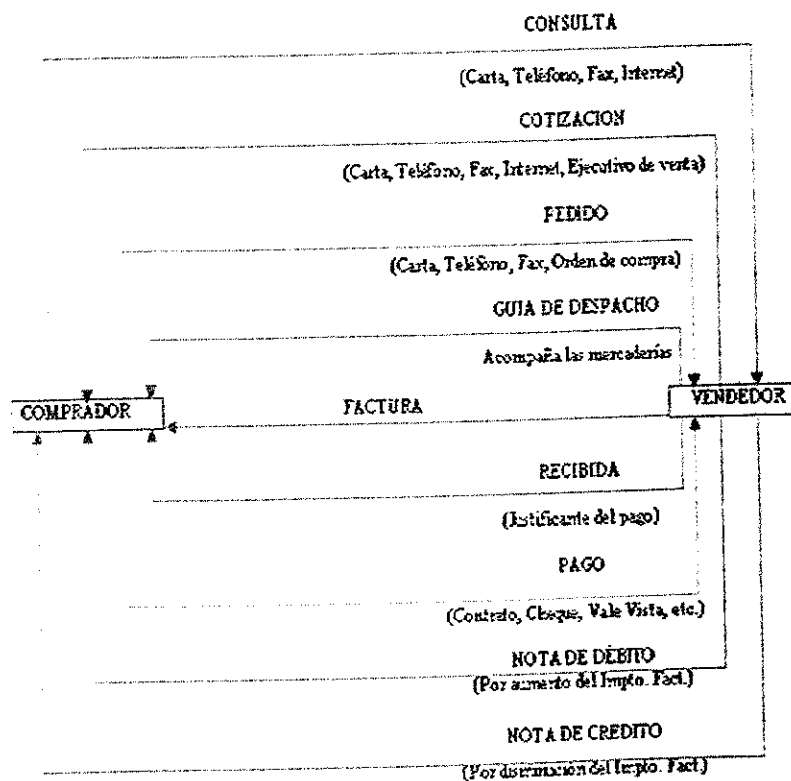 CONSULTA
(Carta, Teléfono, Fax, Internet)
COTIZACION
(Carta, Teléfono, Fax, Internet, Ejecutivo de venta)
PEDIDO
(Carta, Teléfono, Fax, Orden de compra)
GUIA DE DESPACHO
Acompaña las mercaderías
COMPRADOR
FACTURA
VENDEDOR
RECIBIDA
(Justificante del pago)
PAGO
(Contrato, Cheque, Vale Vista, etc.)
NOTA DE DÉBITO
(Por aumento del Impto. Fact.)
NOTA DE CREDITO
(Por disminución del Impto. Fact.)